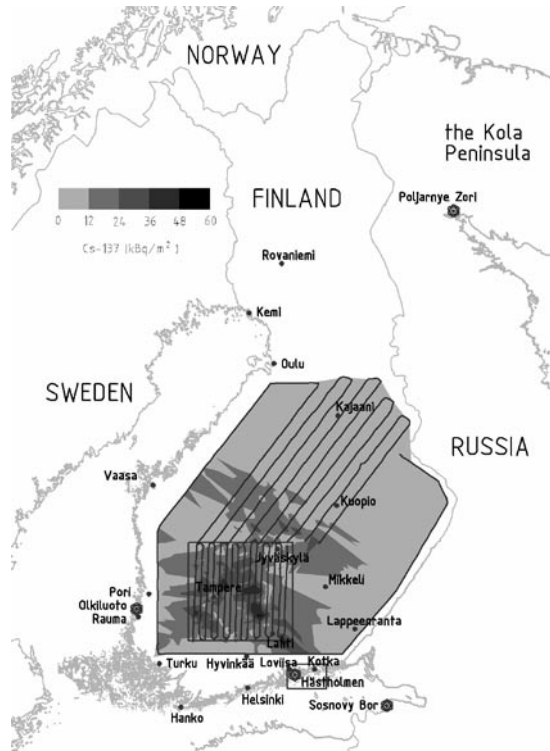 NORWAY
the Kola
Peninsula
FINLAND
0 12 24 36 48 60
Cs-137 (kBq/m²)
Poljarnye Zori
Rovaniemi
Kemi
Oulu
SWEDEN
Kajaani
RUSSIA
Vaasa
Kuopio
Jyväskylä
Tampere
Mikkeli
Pori
Olkiluoto
Rauma
Lappeenranta
Lahti
Turku
Hyvinkää
Loviisa
Kotka
Hästholmen
Helsinki
Hanko
Sosnovy Bor